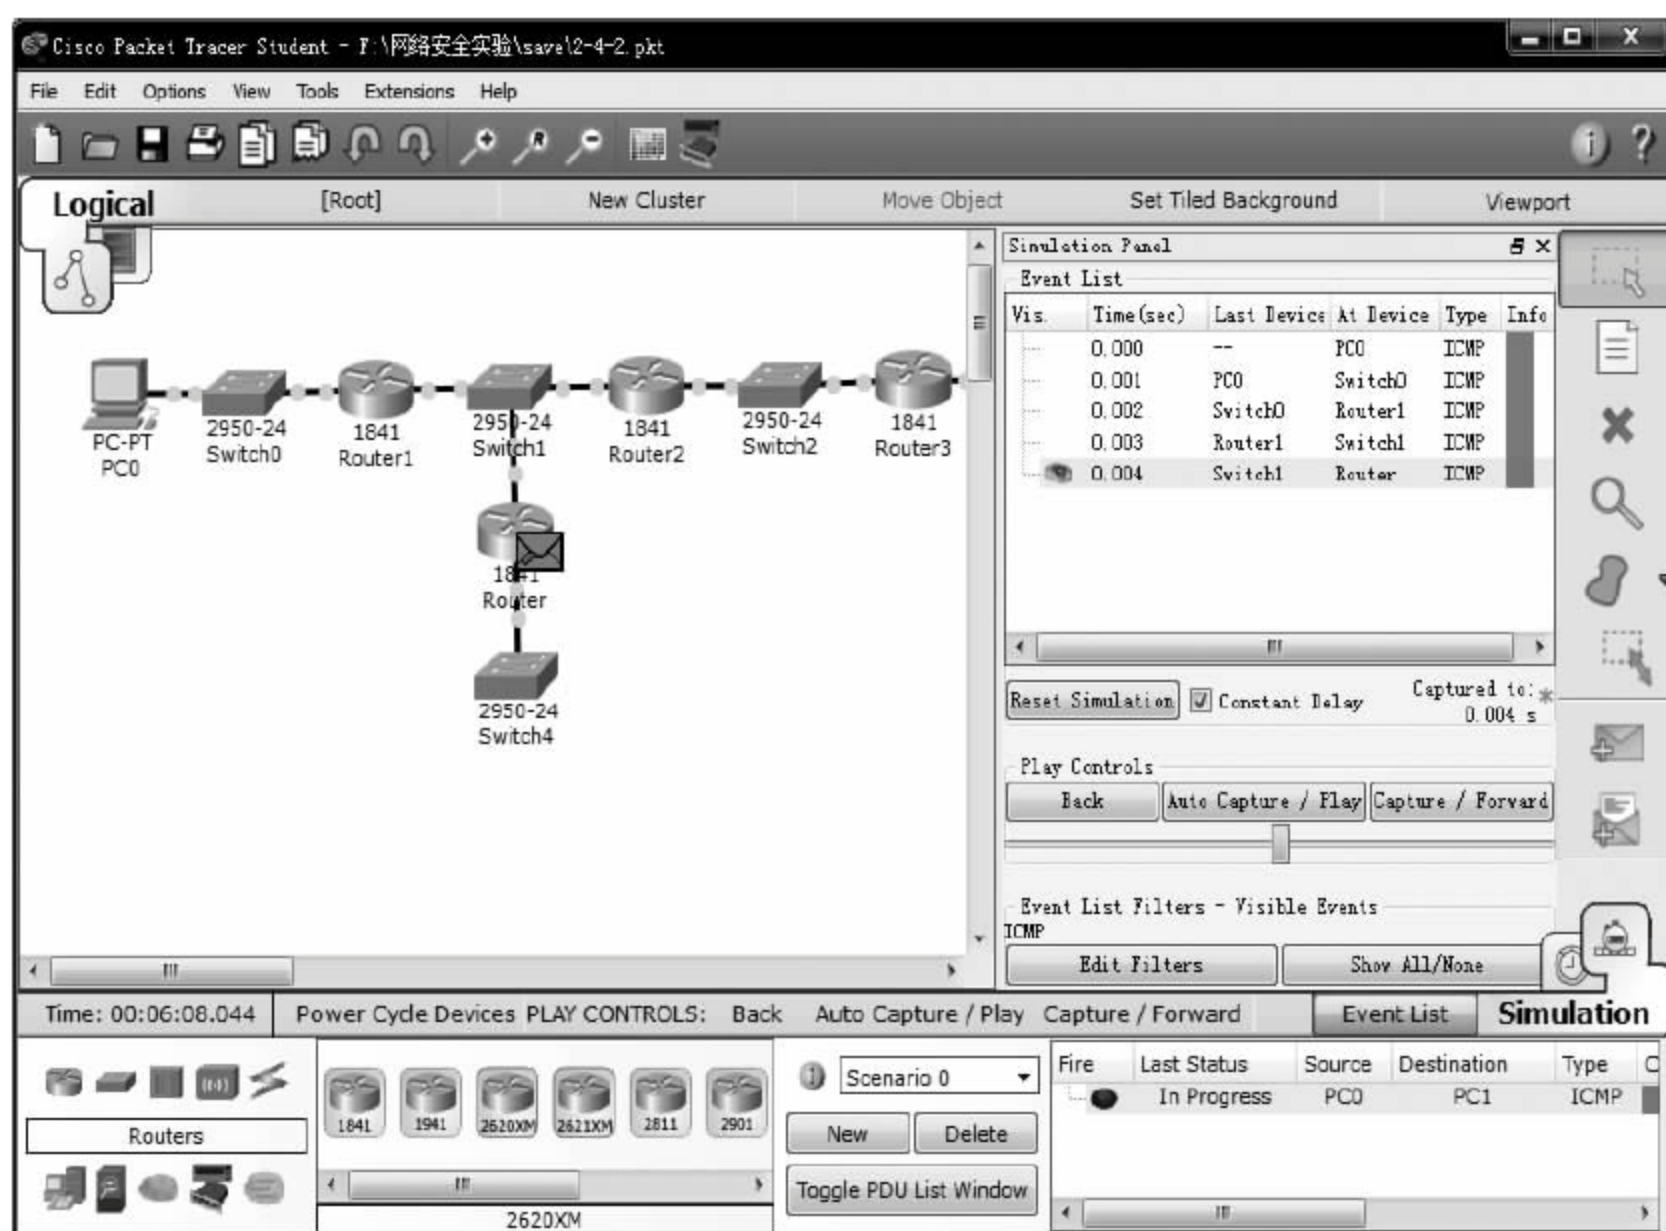 Cisco Packet Tracer Student - F:\网络安全实验\save\2-4-2.pkt
File Edit Options View Tools Extensions Help
Logical [Root] New Cluster Move Object Set Tiled Background Viewport
PC-PT
PC0
2950-24
Switch0
1841
Router1
2950-24
Switch1
1841
Router2
2950-24
Switch2
1841
Router3
1841
Router
2950-24
Switch4
Simulation Panel
Event List
Vis. Time(sec) Last Device At Device Type Info
0.000 -- PC0 ICMP
0.001 PC0 Switch0 ICMP
0.002 Switch0 Router1 ICMP
0.003 Router1 Switch1 ICMP
0.004 Switch1 Router ICMP
Reset Simulation Constant Delay Captured to: *
0.004 s
Play Controls
Back Auto Capture / Play Capture / Forward
Event List Filters - Visible Events
ICMP
Edit Filters Show All/None
Time: 00:06:08.044 Power Cycle Devices PLAY CONTROLS: Back Auto Capture / Play Capture / Forward Event List Simulation
Routers
1841 1941 2620XM 2621XM 2811 2901
2620XM
Scenario 0
New Delete
Toggle PDU List Window
Fire Last Status Source Destination Type C
In Progress PC0 PC1 ICMP